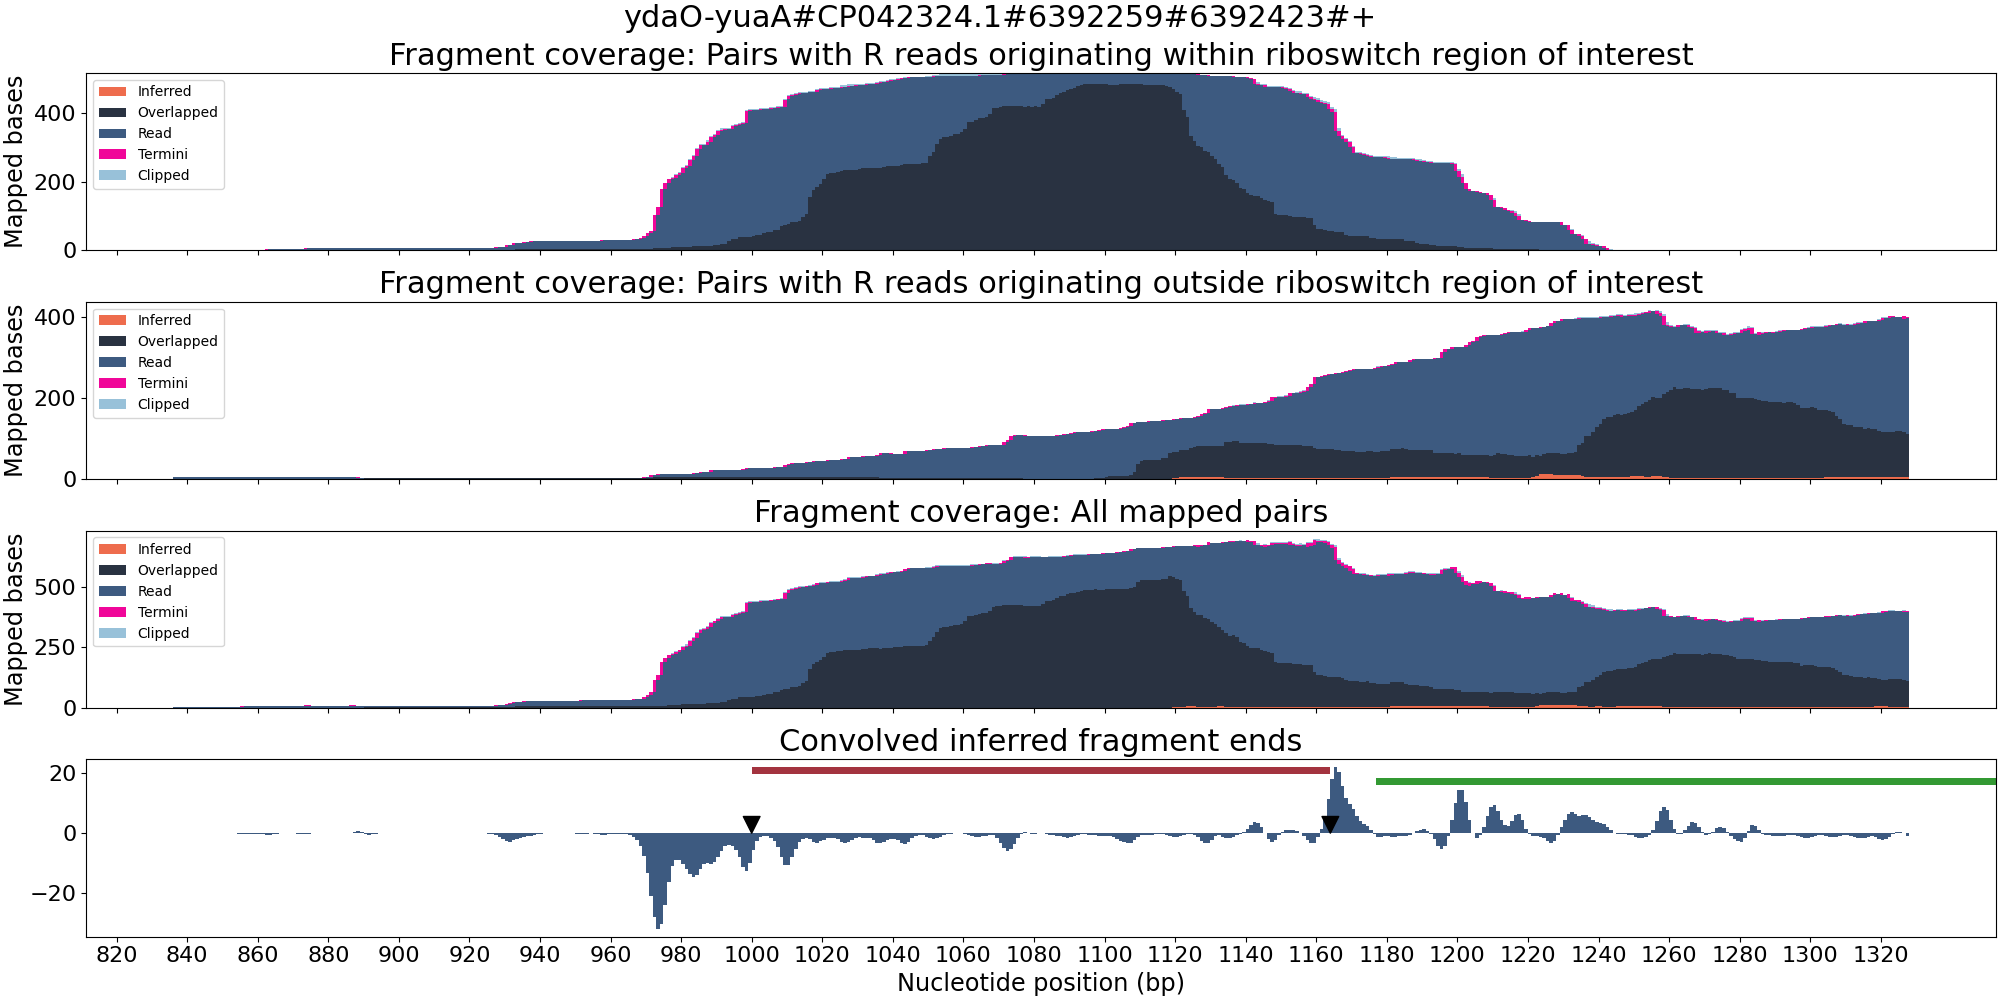 ydaO-yuaA#CP042324.1#6392259#6392423#+
Fragment coverage: Pairs with R reads originating within riboswitch region of interest
Mapped bases
400
200
0
Inferred
Overlapped
Read
Termini
Clipped
Fragment coverage: Pairs with R reads originating outside riboswitch region of interest
Mapped bases
400
200
0
Inferred
Overlapped
Read
Termini
Clipped
Fragment coverage: All mapped pairs
Mapped bases
500
250
0
Inferred
Overlapped
Read
Termini
Clipped
Convolved inferred fragment ends
20
0
−20
820 840 860 880 900 920 940 960 980 1000 1020 1040 1060 1080 1100 1120 1140 1160 1180 1200 1220 1240 1260 1280 1300 1320
Nucleotide position (bp)